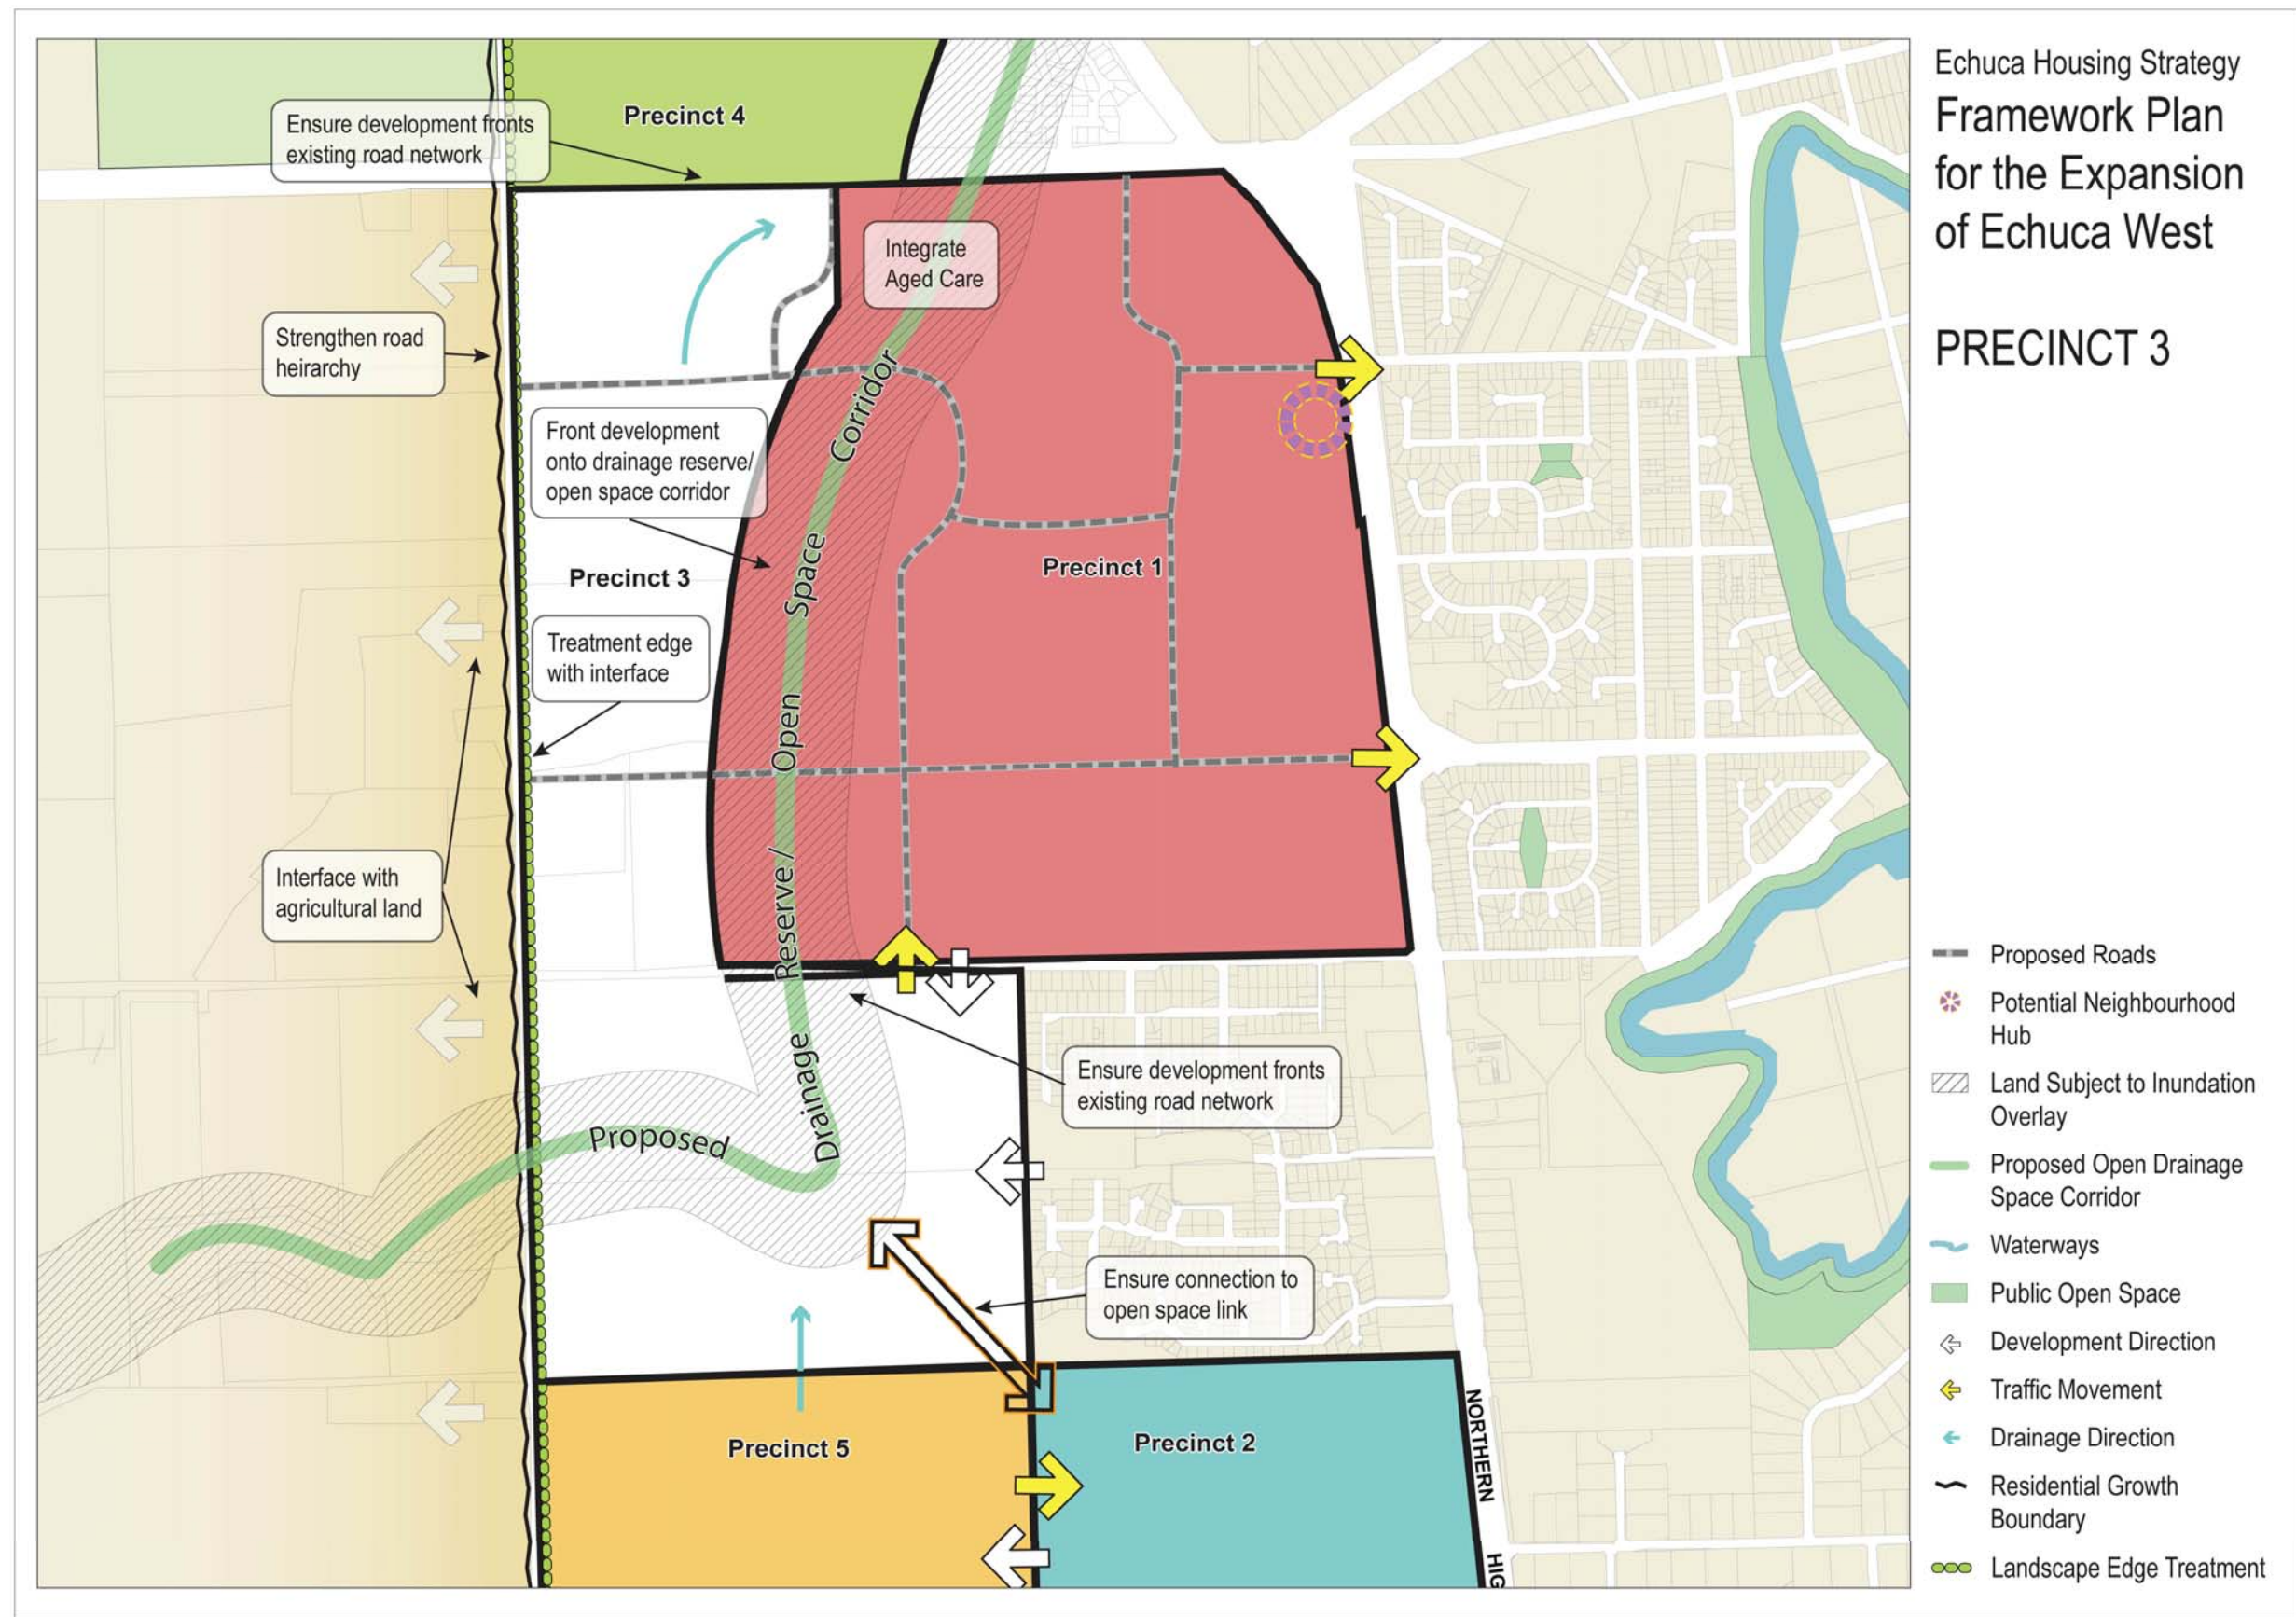 Echuca Housing Strategy
Framework Plan
for the Expansion
of Echuca West
PRECINCT 3
Precinct 4
Ensure development fronts
existing road network
Integrate
Aged Care
Strengthen road
heirarchy
Front development
onto drainage reserve/
open space corridor
Precinct 3
Precinct 1
Treatment edge
with interface
Interface with
agricultural land
Proposed Drainage Reserve/ Open Space Corridor
Ensure development fronts
existing road network
Ensure connection to
open space link
Precinct 5
Precinct 2
NORTHERN HIG
Proposed Roads
Potential Neighbourhood
Hub
Land Subject to Inundation
Overlay
Proposed Open Drainage
Space Corridor
Waterways
Public Open Space
Development Direction
Traffic Movement
Drainage Direction
Residential Growth
Boundary
Landscape Edge Treatment